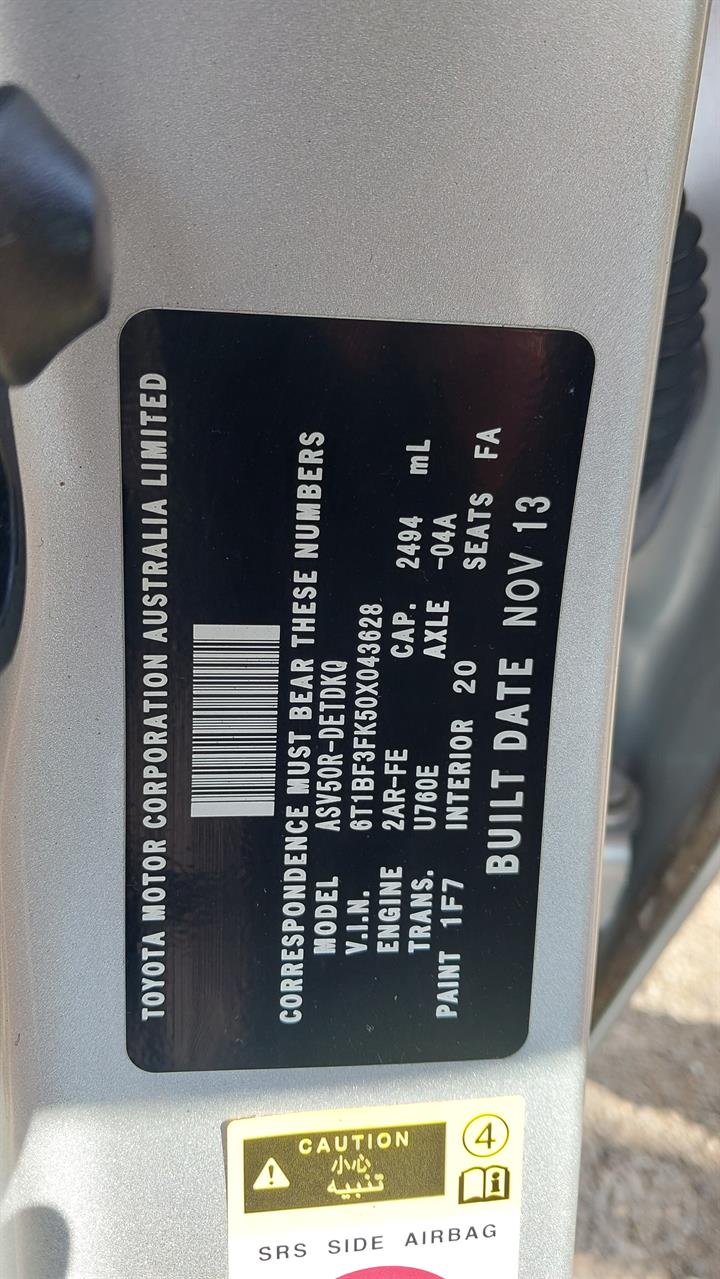 TOYOTA MOTOR CORPORATION AUSTRALIA LIMITED
CORRESPONDENCE MUST BEAR THESE NUMBERS
MODEL ASV50R-DETDKQ
V.I.N. 6T1BF3FK50X043628
ENGINE 2AR-FE CAP. 2494 mL
TRANS. U760E AXLE -04A
PAINT 1F7 INTERIOR 20 SEATS FA
BUILT DATE NOV 13
CAUTION
小心
تنبيه
4
i
SRS SIDE AIRBAG